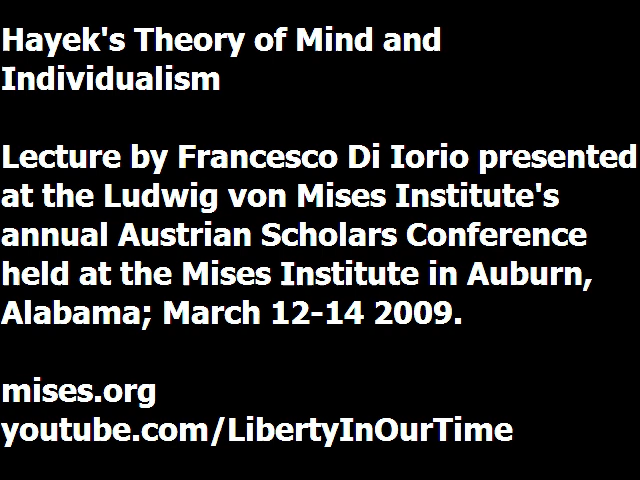 Hayek's Theory of Mind and
Individualism
Lecture by Francesco Di Iorio presented
at the Ludwig von Mises Institute's
annual Austrian Scholars Conference
held at the Mises Institute in Auburn,
Alabama; March 12-14 2009.
mises.org
youtube.com/LibertyInOurTime